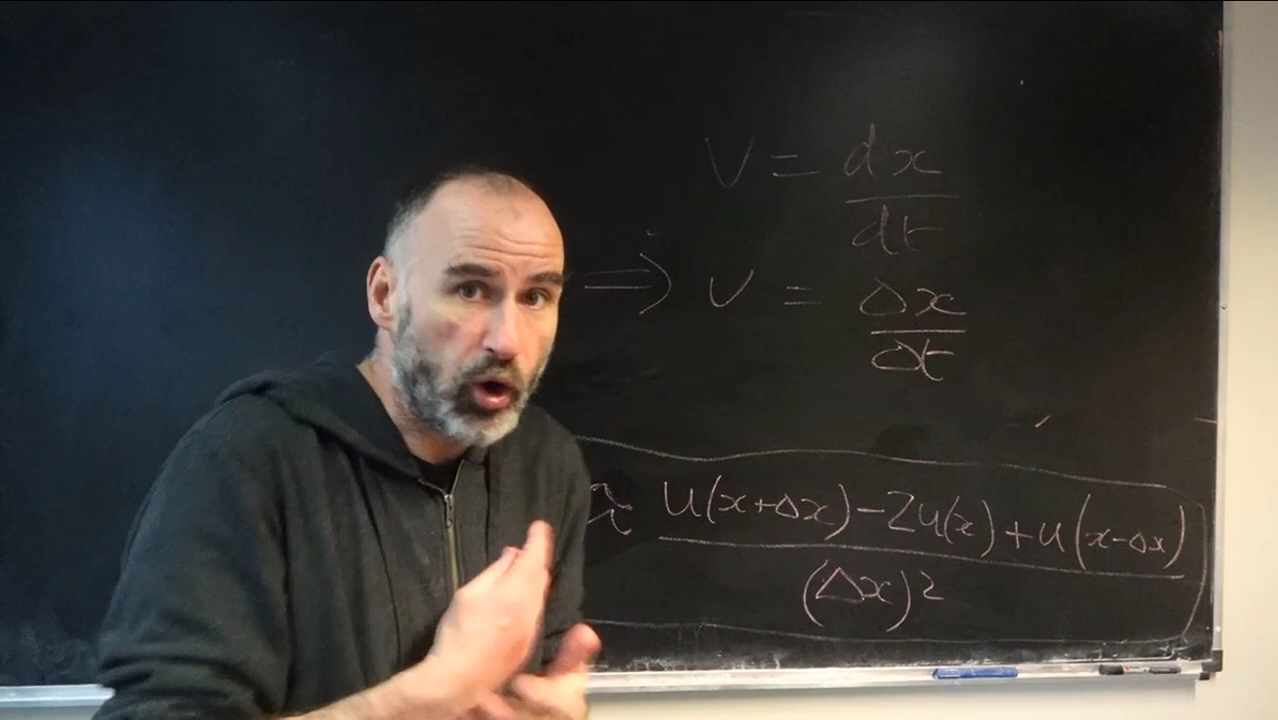 V = dx/dt
⇒ v = Δx/Δt
≈ (u(x+Δx) - 2u(x) + u(x-Δx))/(Δx)²